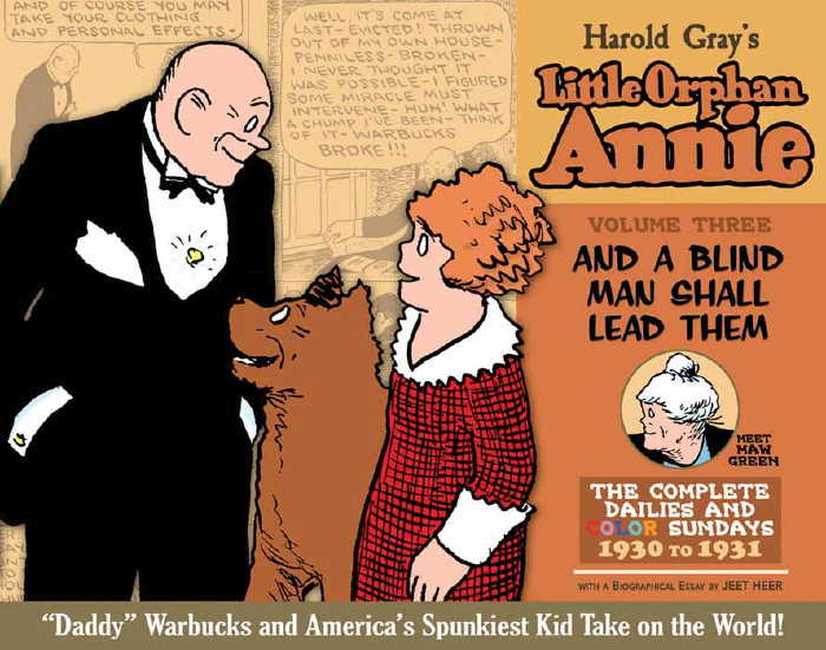 AND OF COURSE YOU MAY
TAKE YOUR CLOTHING
AND PERSONAL EFFECTS-
WELL, IT'S COME AT
LAST-EVICTED! THROWN
OUT OF MY OWN HOUSE-
PENNILESS- BROKEN-
I NEVER THOUGHT IT
WAS POSSIBLE- I FIGURED
SOME MIRACLE MUST
INTERVENE- HUH! WHAT
A CHUMP I'VE BEEN- THINK
OF IT- WARBUCKS
BROKE!!!
Harold Gray's
Little Orphan
Annie
VOLUME THREE
AND A BLIND
MAN SHALL
LEAD THEM
MEET
MAW
GREEN
THE COMPLETE
DAILIES AND
COLOR SUNDAYS
1930 TO 1931
WITH A BIOGRAPHICAL ESSAY BY JEET HEER
"Daddy" Warbucks and America's Spunkiest Kid Take on the World!